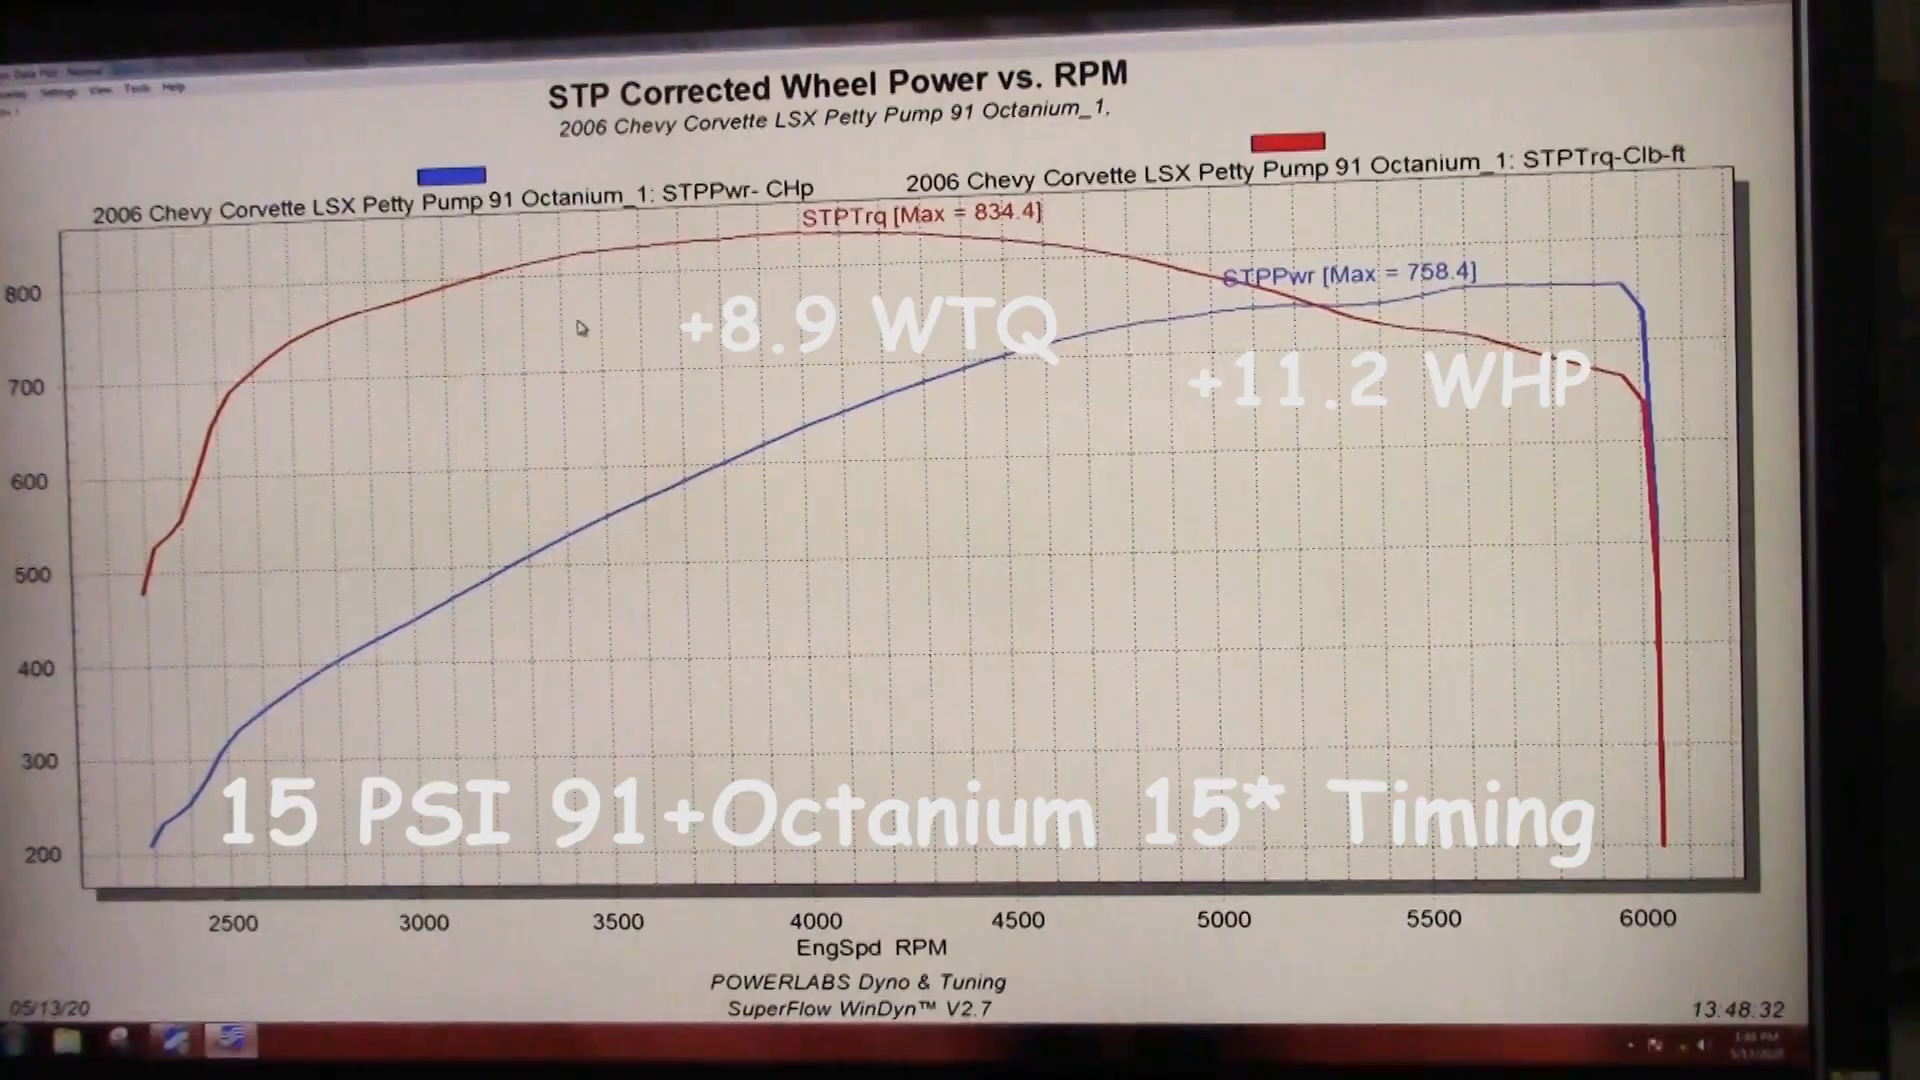 Settings View Tools Help
STP Corrected Wheel Power vs. RPM
2006 Chevy Corvette LSX Petty Pump 91 Octanium_1,
2006 Chevy Corvette LSX Petty Pump 91 Octanium_1: STPPwr- CHp
2006 Chevy Corvette LSX Petty Pump 91 Octanium_1: STPTrq-Clb-ft
STPTrq [Max = 834.4]
STPPwr [Max = 758.4]
+8.9 WTQ
+11.2 WHP
800
700
600
500
400
300
200
15 PSI 91+Octanium 15* Timing
2500 3000 3500 4000 4500 5000 5500 6000
EngSpd RPM
POWERLABS Dyno & Tuning
SuperFlow WinDyn™ V2.7
05/13/20
13:48:32